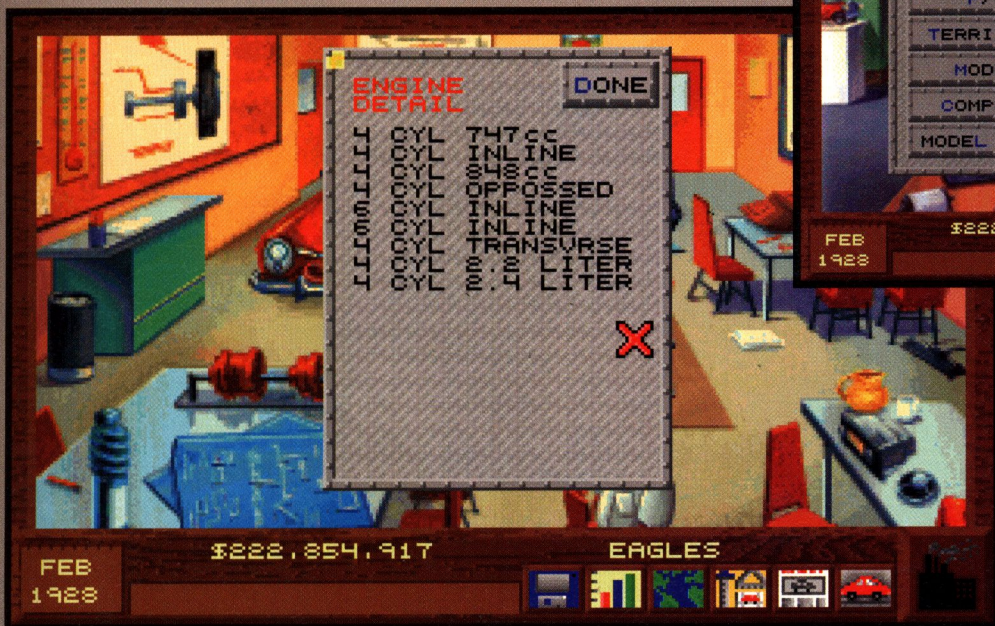 ENGINE
DETAIL
DONE
4 CYL 747cc
4 CYL INLINE
4 CYL 848cc
4 CYL OPPOSSED
6 CYL INLINE
6 CYL INLINE
4 CYL TRANSVRSE
4 CYL 2.2 LITER
4 CYL 2.4 LITER
$222,854,917
EAGLES
FEB
1928
TERRI
MOD
COMP
MODEL
FEB
1928
$222